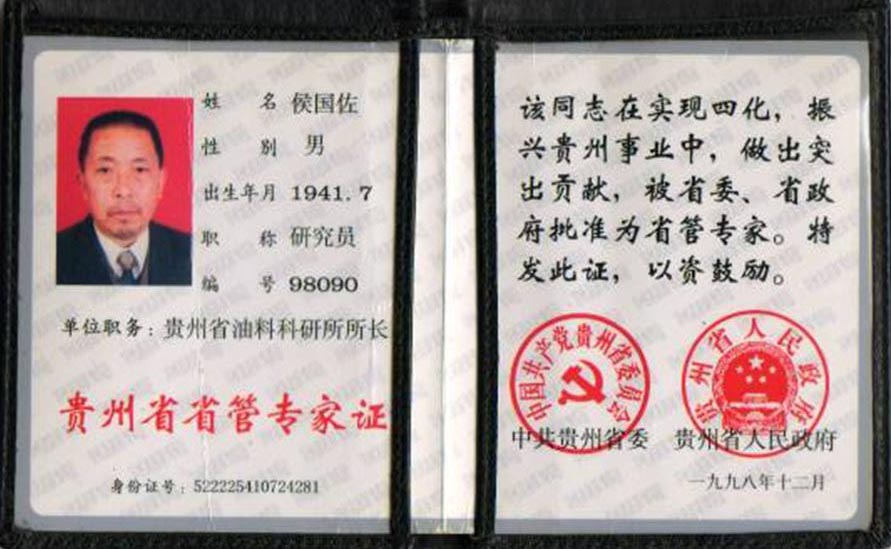 姓 名 侯国佐
性 别 男
出生年月 1941.7
职 称 研究员
编 号 98090
单位职务：贵州省油料科研所所长
贵州省省管专家证
身份证号：522225410724281
该同志在实现四化，振
兴贵州事业中，做出突
出贡献，被省委、省政
府批准为省管专家。特
发此证，以资鼓励。
中国共产党贵州省委员会
贵州省人民政府
中共贵州省委 贵州省人民政府
一九九八年十二月